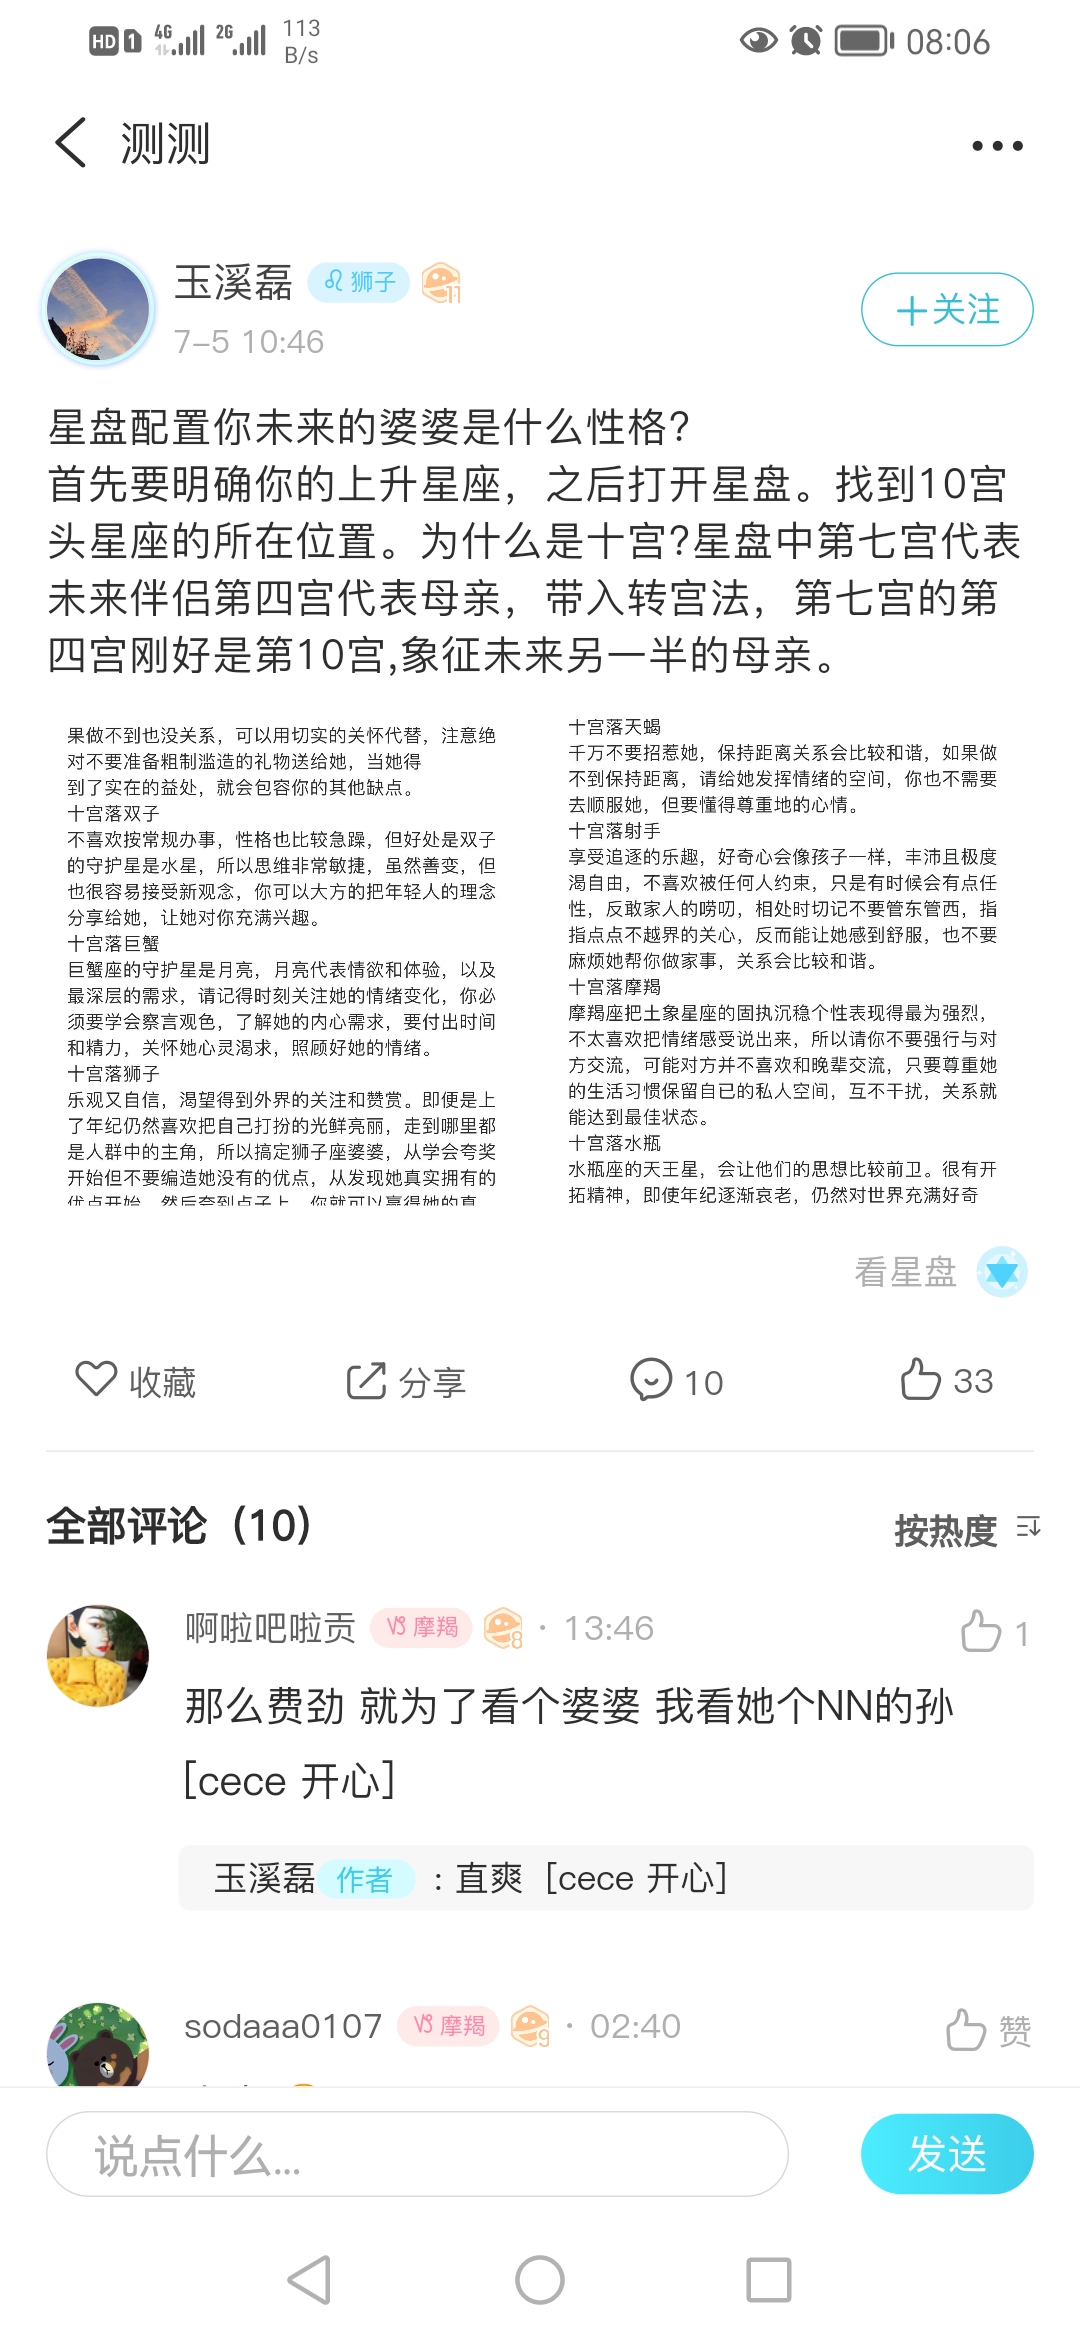 HD 1 4G 2G 113 B/s 08:06
测测
玉溪磊 狮子 11
7-5 10:46
+关注
星盘配置你未来的婆婆是什么性格?
首先要明确你的上升星座，之后打开星盘。找到10宫
头星座的所在位置。为什么是十宫?星盘中第七宫代表
未来伴侣第四宫代表母亲，带入转宫法，第七宫的第
四宫刚好是第10宫,象征未来另一半的母亲。
果做不到也没关系，可以用切实的关怀代替，注意绝
对不要准备粗制滥造的礼物送给她，当她得
到了实在的益处，就会包容你的其他缺点。
十宫落双子
不喜欢按常规办事，性格也比较急躁，但好处是双子
的守护星是水星，所以思维非常敏捷，虽然善变，但
也很容易接受新观念，你可以大方的把年轻人的理念
分享给她，让她对你充满兴趣。
十宫落巨蟹
巨蟹座的守护星是月亮，月亮代表情欲和体验，以及
最深层的需求，请记得时刻关注她的情绪变化，你必
须要学会察言观色，了解她的内心需求，要付出时间
和精力，关怀她心灵渴求，照顾好她的情绪。
十宫落狮子
乐观又自信，渴望得到外界的关注和赞赏。即便是上
了年纪仍然喜欢把自己打扮的光鲜亮丽，走到哪里都
是人群中的主角，所以搞定狮子座婆婆，从学会夸奖
开始但不要编造她没有的优点，从发现她真实拥有的
优点开始，然后夸到点子上，你就可以赢得她的真
十宫落天蝎
千万不要招惹她，保持距离关系会比较和谐，如果做
不到保持距离，请给她发挥情绪的空间，你也不需要
去顺服她，但要懂得尊重地的心情。
十宫落射手
享受追逐的乐趣，好奇心会像孩子一样，丰沛且极度
渴自由，不喜欢被任何人约束，只是有时候会有点任
性，反敢家人的唠叨，相处时切记不要管东管西，指
指点点不越界的关心，反而能让她感到舒服，也不要
麻烦她帮你做家事，关系会比较和谐。
十宫落摩羯
摩羯座把土象星座的固执沉稳个性表现得最为强烈，
不太喜欢把情绪感受说出来，所以请你不要强行与对
方交流，可能对方并不喜欢和晚辈交流，只要尊重她
的生活习惯保留自已的私人空间，互不干扰，关系就
能达到最佳状态。
十宫落水瓶
水瓶座的天王星，会让他们的思想比较前卫。很有开
拓精神，即使年纪逐渐衰老，仍然对世界充满好奇
看星盘
收藏 分享 10 33
全部评论（10） 按热度
啊啦吧啦贡 摩羯 8 · 13:46 1
那么费劲 就为了看个婆婆 我看她个NN的孙
[cece 开心]
玉溪磊 作者 : 直爽 [cece 开心]
sodaaa0107 摩羯 9 · 02:40 赞
说点什么...
发送